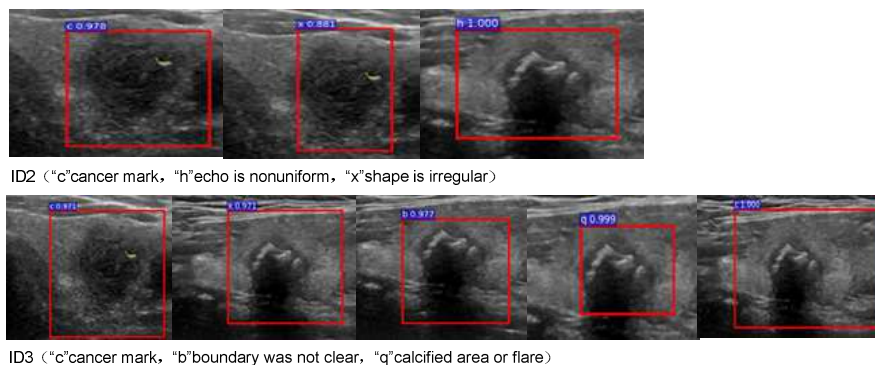 c 0.978 x 0.881 h 1.000
ID2（“c”cancer mark，“h”echo is nonuniform，“x”shape is irregular）
c 0.971 x 0.971 b 0.977 q 0.999 c 1.000
ID3（“c”cancer mark，“b”boundary was not clear，“q”calcified area or flare）